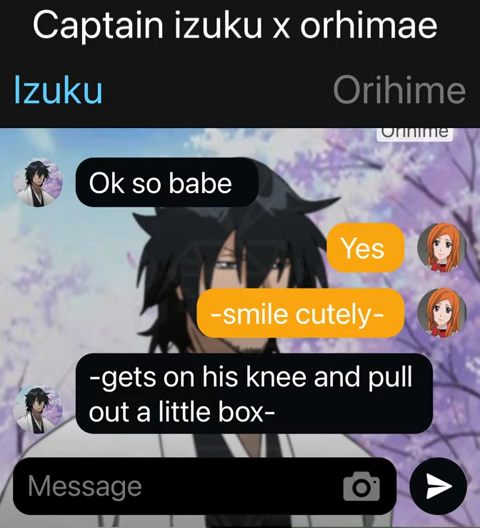 Captain izuku x orhimae
Izuku
Orihime
Orihime
Ok so babe
Yes
-smile cutely-
-gets on his knee and pull
out a little box-
Message